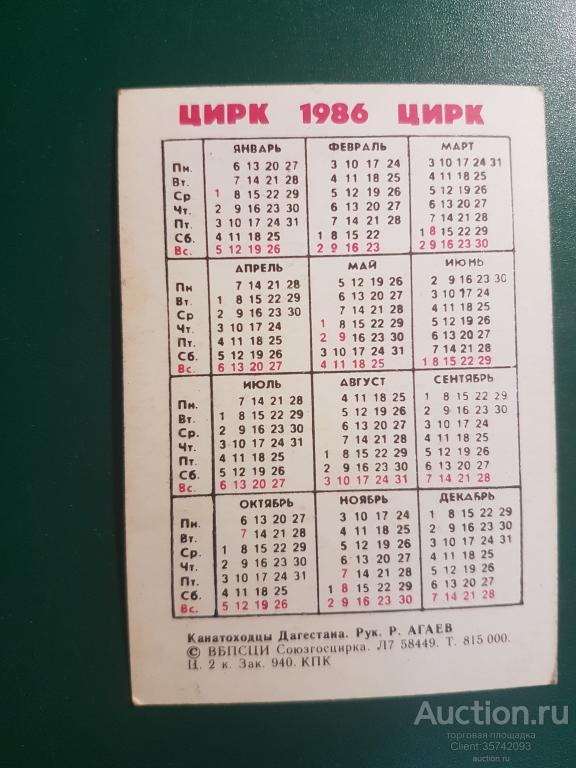 ЦИРК 1986 ЦИРК
ЯНВАРЬ ФЕВРАЛЬ МАРТ
Пн. 6 13 20 27 3 10 17 24 3 10 17 24 31
Вт. 7 14 21 28 4 11 18 25 4 11 18 25
Ср 1 8 15 22 29 5 12 19 26 5 12 19 26
Чт. 2 9 16 23 30 6 13 20 27 6 13 20 27
Пт. 3 10 17 24 31 7 14 21 28 7 14 21 28
Сб. 4 11 18 25 1 8 15 22 1 8 15 22 29
Вс. 5 12 19 26 2 9 16 23 2 9 16 23 30
АПРЕЛЬ МАЙ ИЮНЬ
Пн 7 14 21 28 5 12 19 26 2 9 16 23 30
Вт. 1 8 15 22 29 6 13 20 27 3 10 17 24
Ср 2 9 16 23 30 7 14 21 28 4 11 18 25
Чт. 3 10 17 24 1 8 15 22 29 5 12 19 26
Пт. 4 11 18 25 2 9 16 23 30 6 13 20 27
Сб. 5 12 19 26 3 10 17 24 31 7 14 21 28
Вс. 6 13 20 27 4 11 18 25 1 8 15 22 29
ИЮЛЬ АВГУСТ СЕНТЯБРЬ
Пн. 7 14 21 28 4 11 18 25 1 8 15 22 29
Вт. 1 8 15 22 29 5 12 19 26 2 9 16 23 30
Ср. 2 9 16 23 30 6 13 20 27 3 10 17 24
Чт. 3 10 17 24 31 7 14 21 28 4 11 18 25
Пт. 4 11 18 25 1 8 15 22 29 5 12 19 26
Сб. 5 12 19 26 2 9 16 23 30 6 13 20 27
Вс. 6 13 20 27 3 10 17 24 31 7 14 21 28
ОКТЯБРЬ НОЯБРЬ ДЕКАБРЬ
Пн. 6 13 20 27 3 10 17 24 1 8 15 22 29
Вт. 7 14 21 28 4 11 18 25 2 9 16 23 30
Ср. 1 8 15 22 29 5 12 19 26 3 10 17 24 31
Чт. 2 9 16 23 30 6 13 20 27 4 11 18 25
Пт. 3 10 17 24 31 7 14 21 28 5 12 19 26
Сб. 4 11 18 25 1 8 15 22 29 6 13 20 27
Вс. 5 12 19 26 2 9 16 23 30 7 14 21 28
Канатоходцы Дагестана. Рук. Р. АГАЕВ
© ВБПСЦИ Союзгосцирка. Л7 58449. Т. 815 000.
Ц. 2 к. Зак. 940. КПК
Auction.ru
торговая площадка
Client:35742093
auction.ru